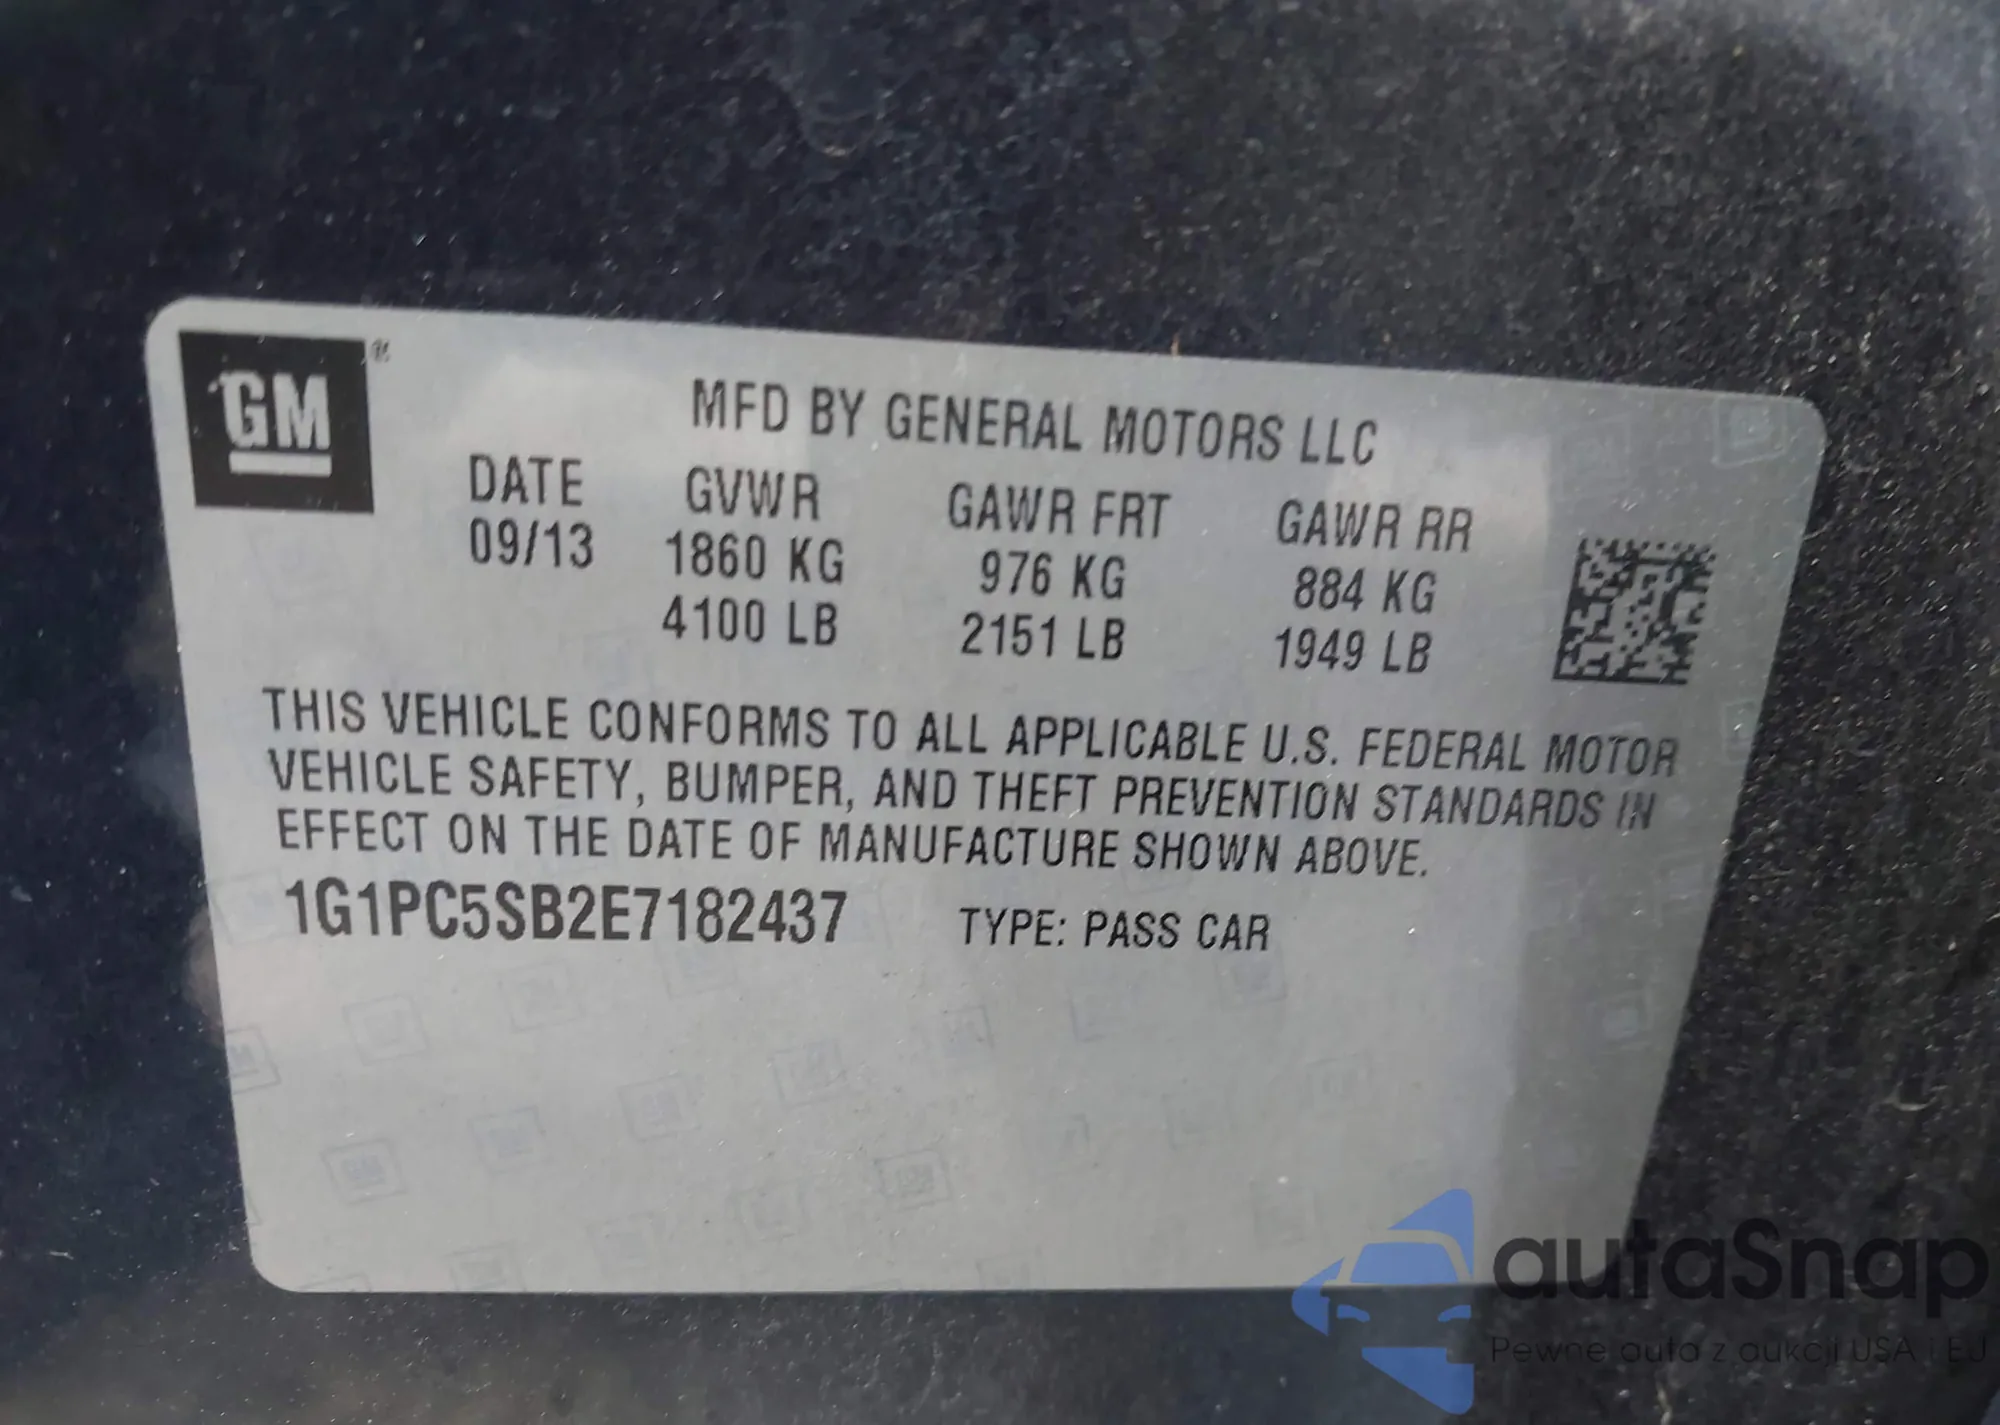 GM
®
MFD BY GENERAL MOTORS LLC
DATE GVWR GAWR FRT GAWR RR
09/13 1860 KG 976 KG 884 KG
4100 LB 2151 LB 1949 LB
THIS VEHICLE CONFORMS TO ALL APPLICABLE U.S. FEDERAL MOTOR
VEHICLE SAFETY, BUMPER, AND THEFT PREVENTION STANDARDS IN
EFFECT ON THE DATE OF MANUFACTURE SHOWN ABOVE.
1G1PC5SB2E7182437 TYPE: PASS CAR
autaSnap
Pewne auta z aukcji USA i EU